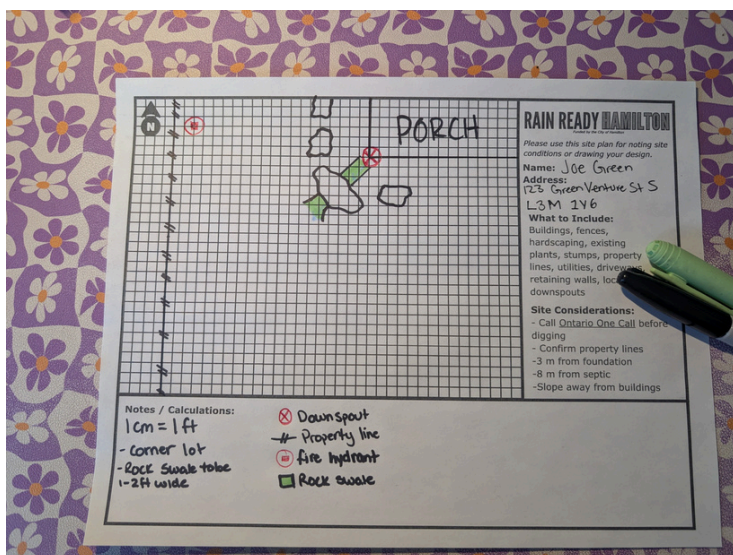 N
PORCH
RAIN READY HAMILTON
Please use this site plan for noting site
conditions or drawing your design.
Name: Joe Green
Address:
123 GreenVenture St S
L3M 1Y6
What to Include:
Buildings, fences,
hardscaping, existing
plants, stumps, property
lines, utilities, driveways,
retaining walls,
downspouts
Site Considerations:
- Call Ontario One Call before
digging
- Confirm property lines
-3 m from foundation
-8 m from septic
-Slope away from buildings
Notes / Calculations:
1cm = 1ft
- corner lot
- Rock swale to be
1-2ft wide
Downspout
Property line
fire hydrant
Rock swale